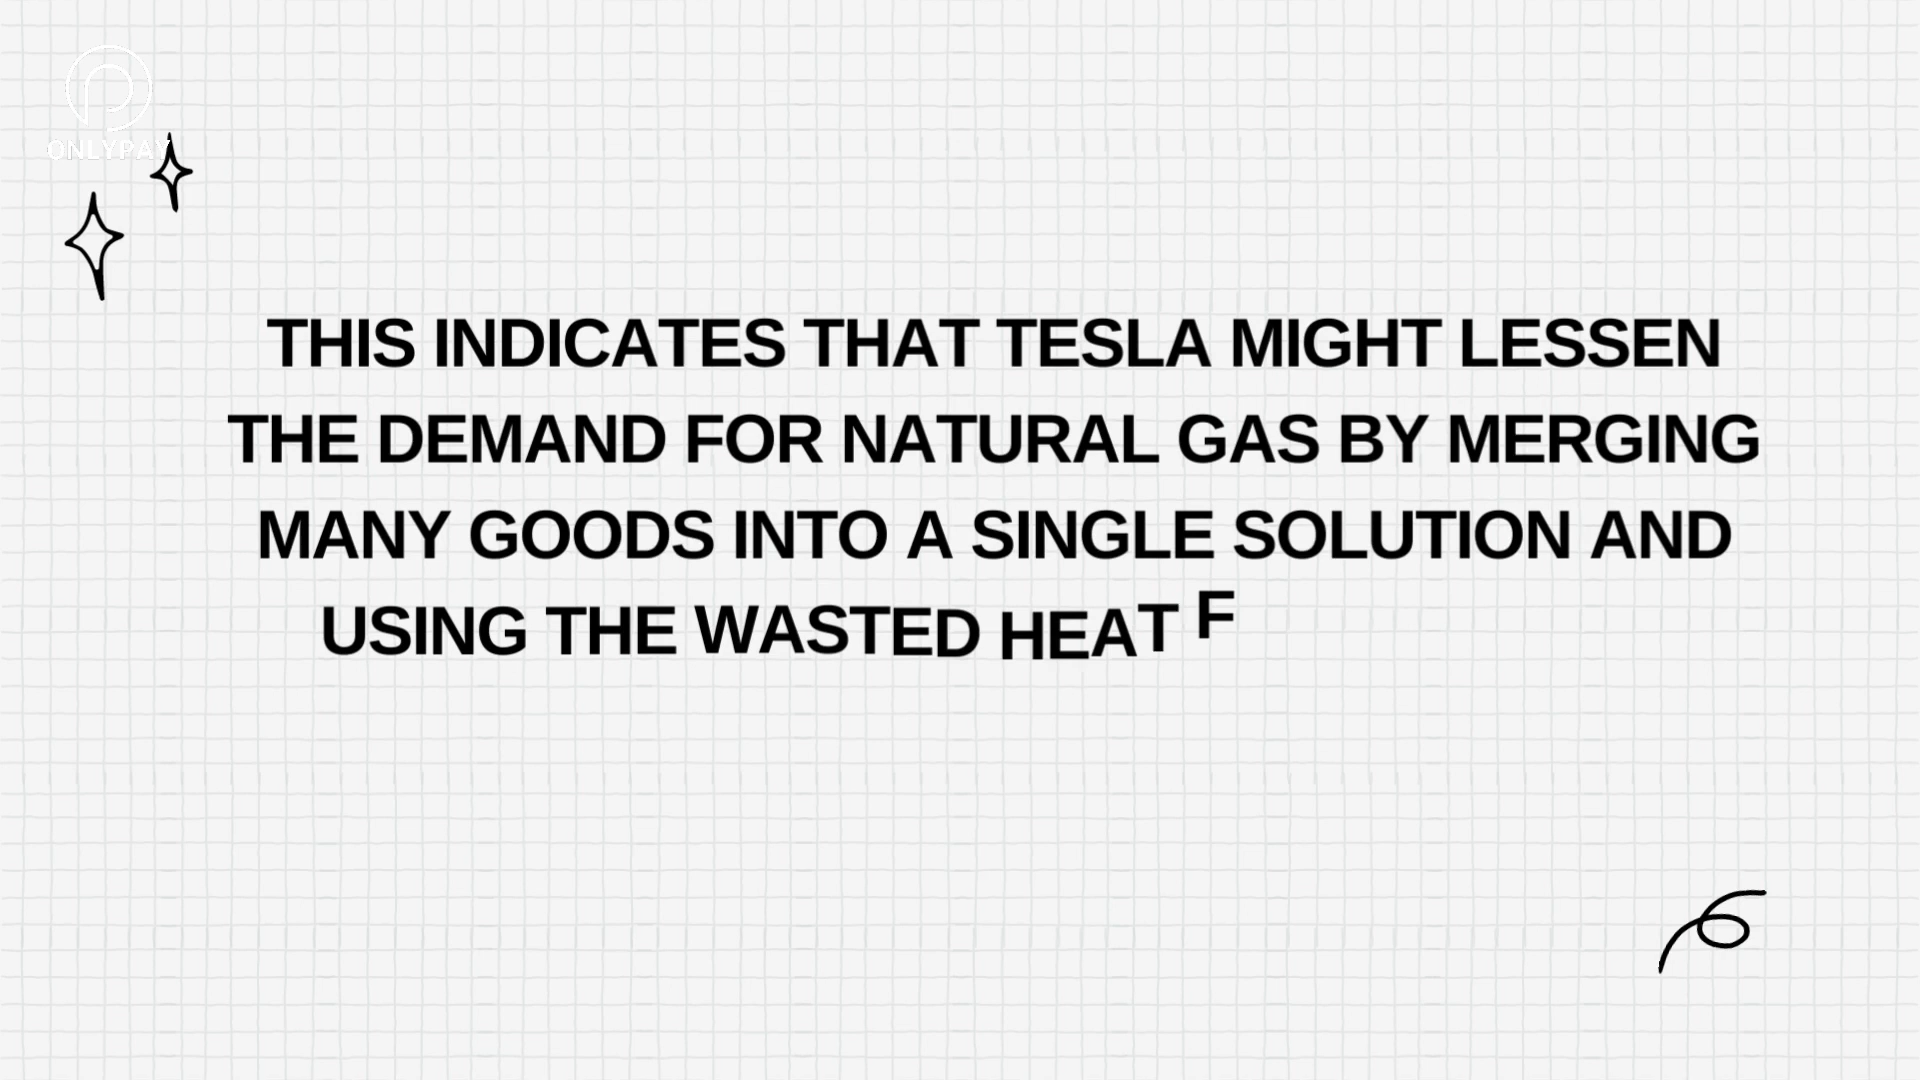 ONLYPAY
THIS INDICATES THAT TESLA MIGHT LESSEN
THE DEMAND FOR NATURAL GAS BY MERGING
MANY GOODS INTO A SINGLE SOLUTION AND
USING THE WASTED HEAT F